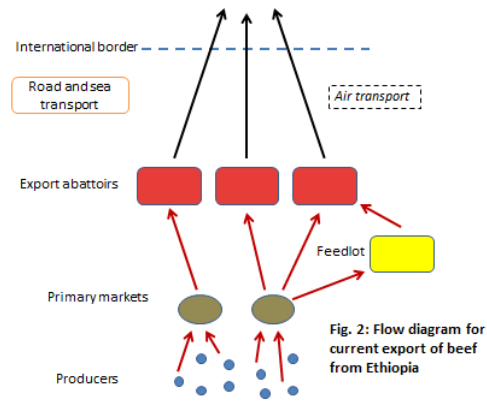 International border
Road and sea
transport
Air transport
Export abattoirs
Feedlot
Primary markets
Fig. 2: Flow diagram for
current export of beef
from Ethiopia
Producers